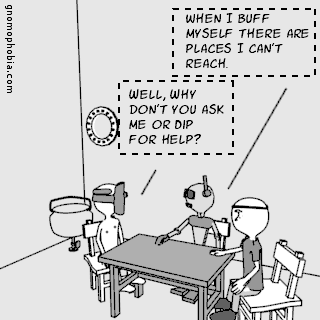 gnomophobia.com
WHEN I BUFF
MYSELF THERE ARE
PLACES I CAN'T
REACH.
WELL, WHY
DON'T YOU ASK
ME OR DIP
FOR HELP?